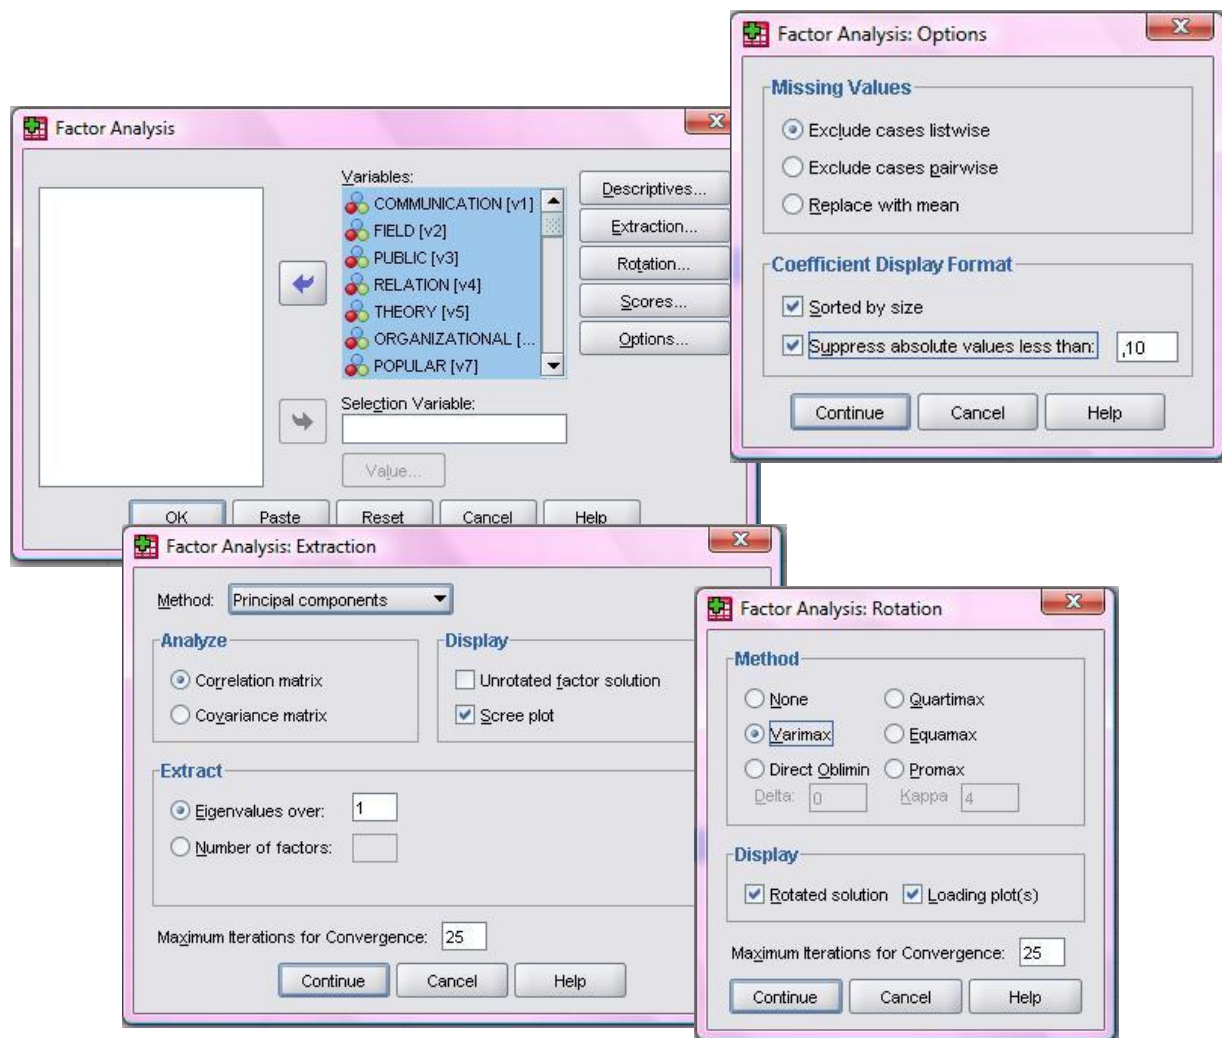 Factor Analysis: Options
Missing Values
Exclude cases listwise
Exclude cases pairwise
Replace with mean
Coefficient Display Format
Sorted by size
Suppress absolute values less than: ,10
Continue Cancel Help
Factor Analysis
Variables:
COMMUNICATION [v1]
FIELD [v2]
PUBLIC [v3]
RELATION [v4]
THEORY [v5]
ORGANIZATIONAL [...
POPULAR [v7]
Descriptives...
Extraction...
Rotation...
Scores...
Options...
Selection Variable:
Value...
OK Paste Reset Cancel Help
Factor Analysis: Extraction
Method: Principal components
Analyze
Correlation matrix
Covariance matrix
Display
Unrotated factor solution
Scree plot
Extract
Eigenvalues over: 1
Number of factors:
Maximum Iterations for Convergence: 25
Continue Cancel Help
Factor Analysis: Rotation
Method
None Quartimax
Varimax Equamax
Direct Oblimin Promax
Delta: 0 Kappa 4
Display
Rotated solution Loading plot(s)
Maximum Iterations for Convergence: 25
Continue Cancel Help